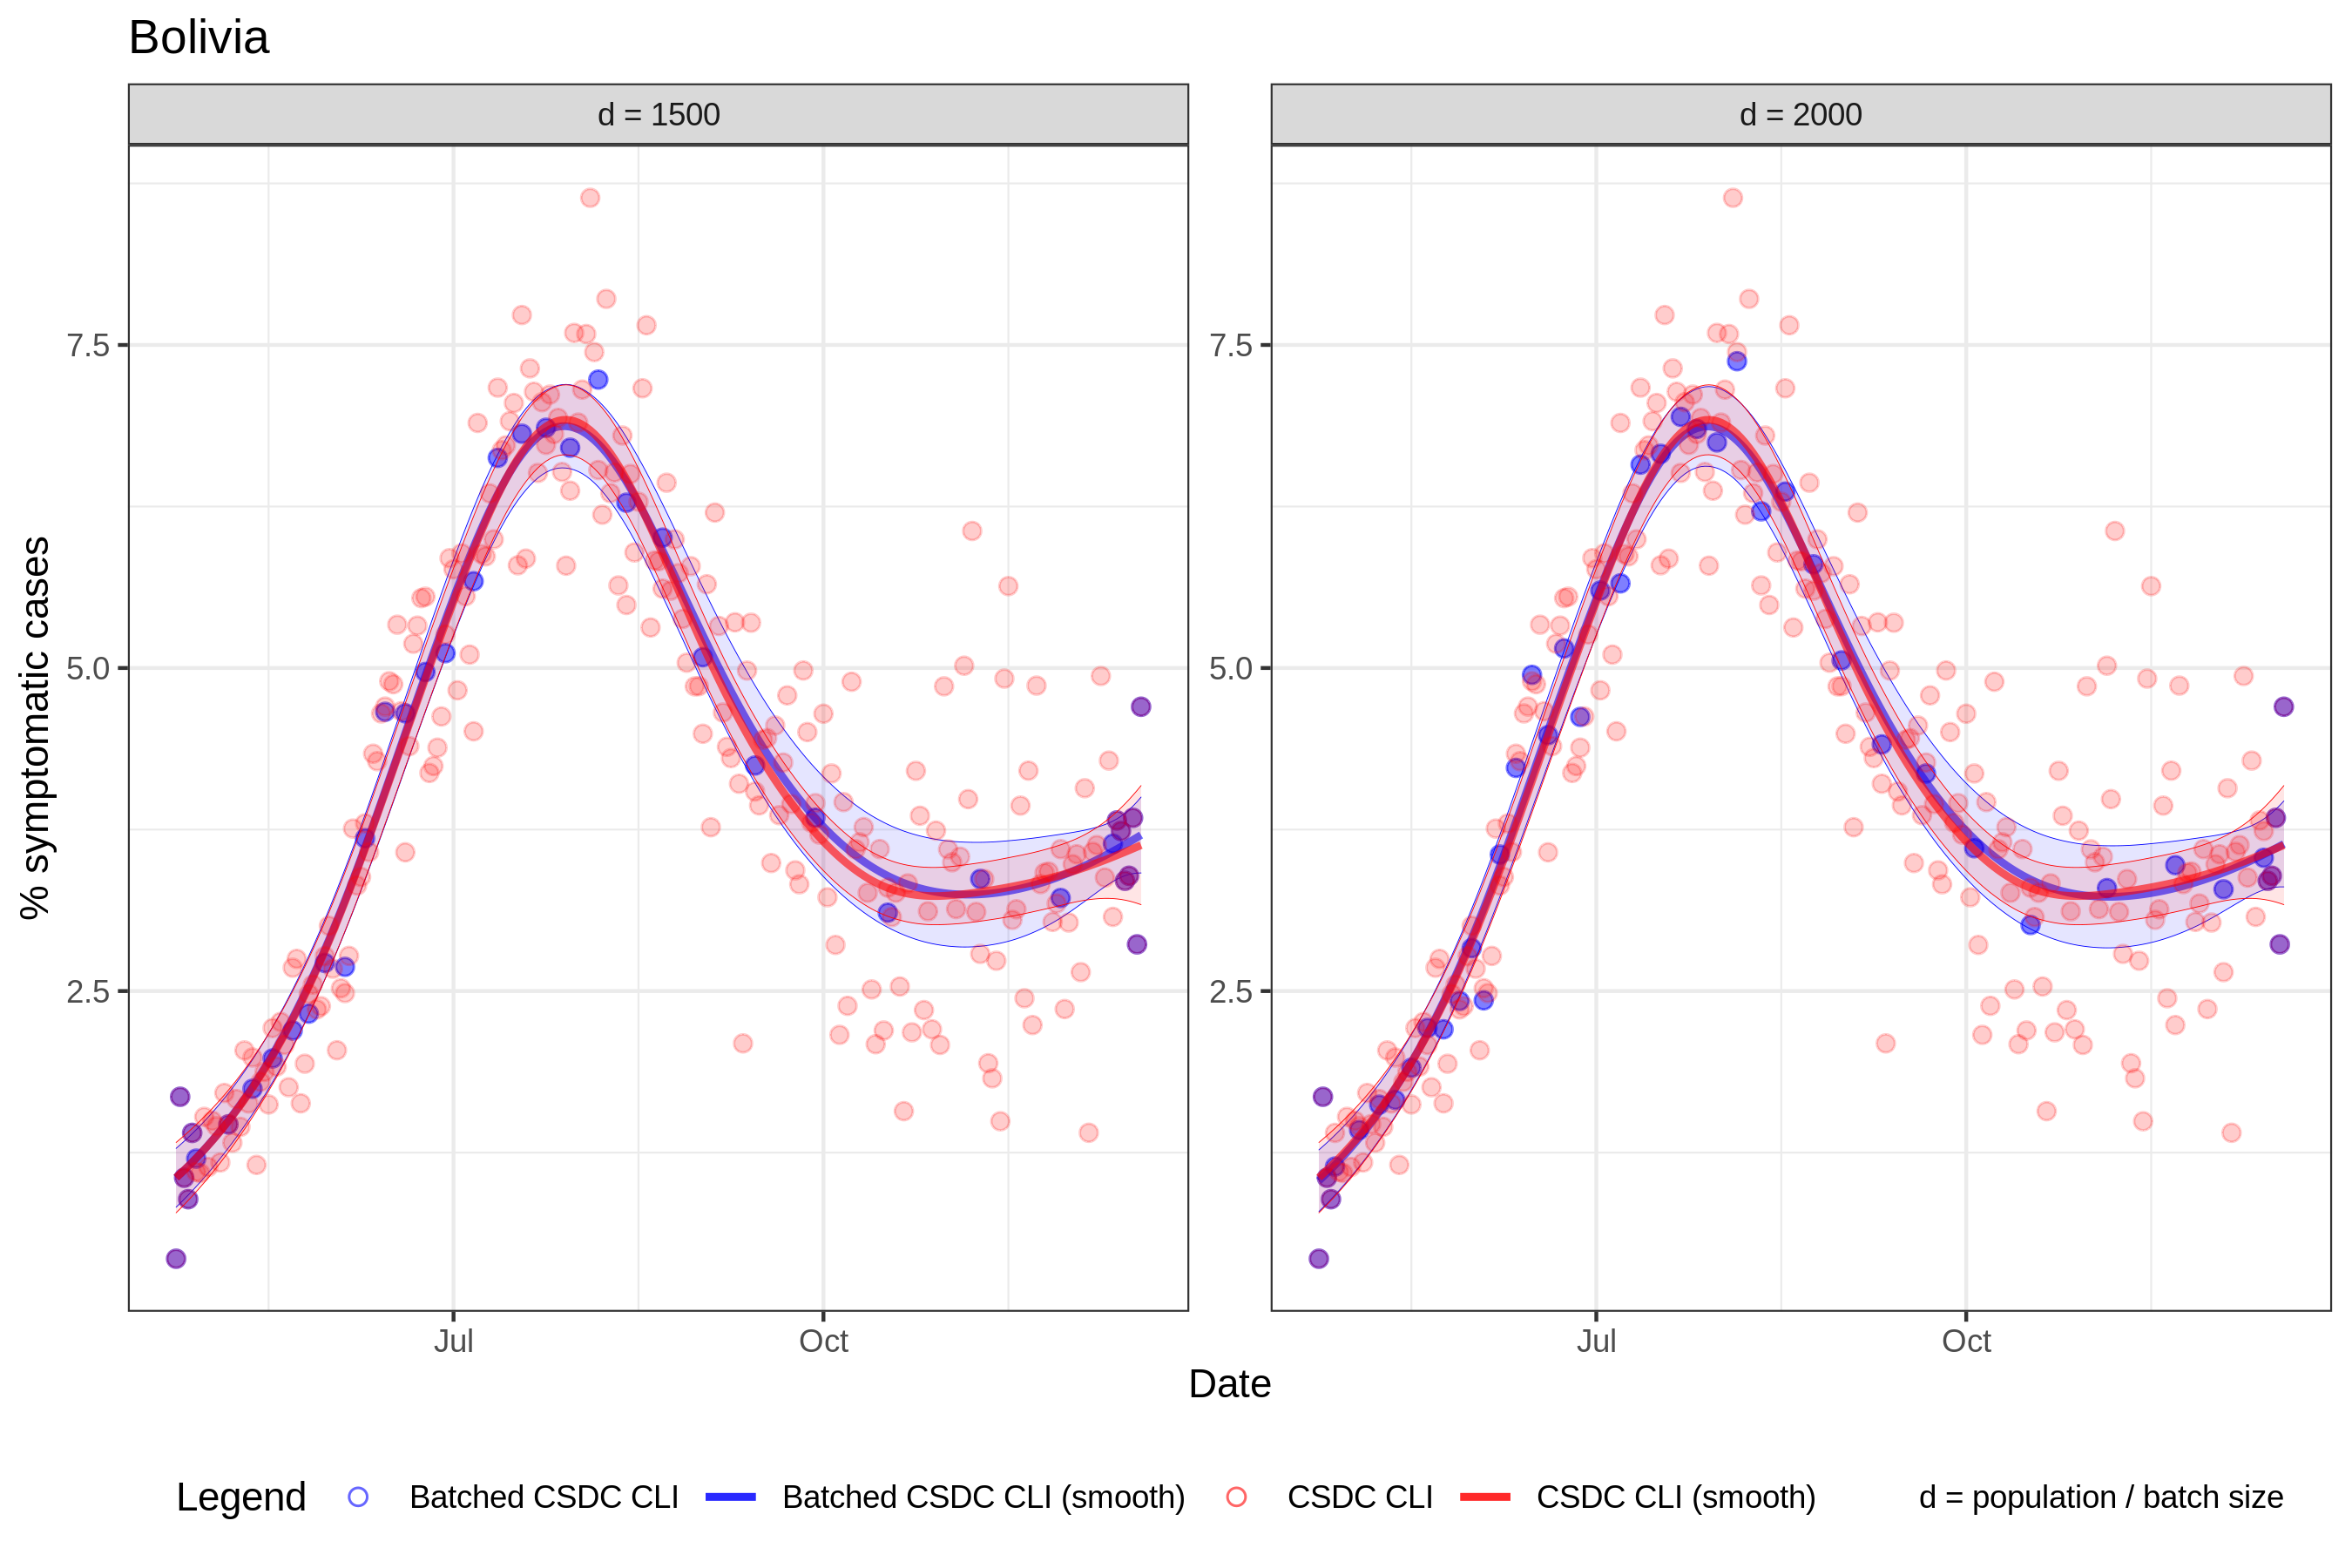 Bolivia
d = 1500
d = 2000
% symptomatic cases
7.5
5.0
2.5
7.5
5.0
2.5
Jul
Oct
Jul
Oct
Date
Legend
Batched CSDC CLI
Batched CSDC CLI (smooth)
CSDC CLI
CSDC CLI (smooth)
d = population / batch size